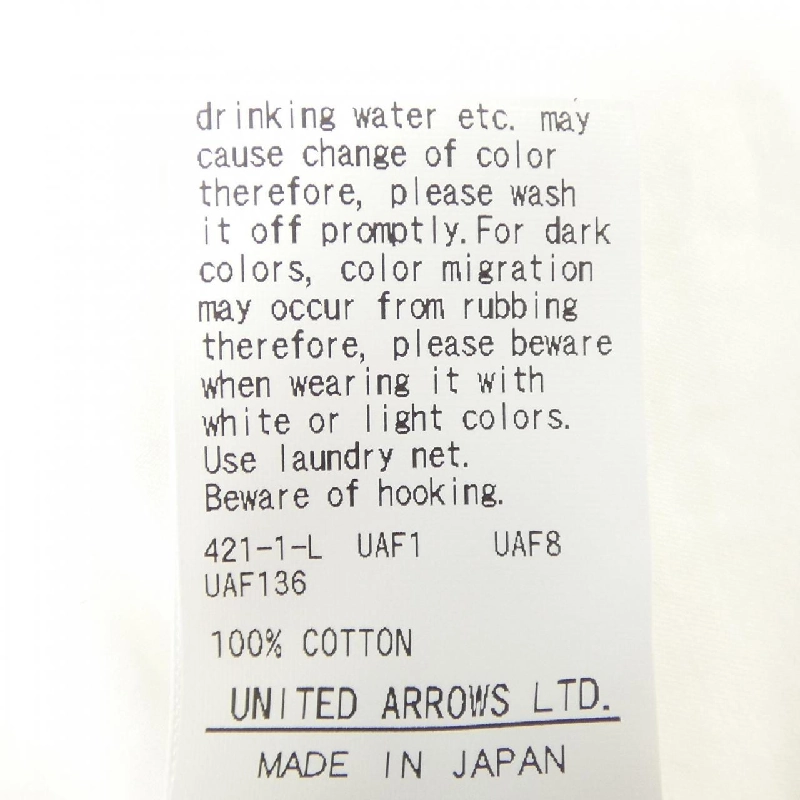 drinking water etc. may
cause change of color
therefore, please wash
it off promptly. For dark
colors, color migration
may occur from rubbing
therefore, please beware
when wearing it with
white or light colors.
Use laundry net.
Beware of hooking.
421-1-L UAF1 UAF8
UAF136
100% COTTON
UNITED ARROWS LTD.
MADE IN JAPAN